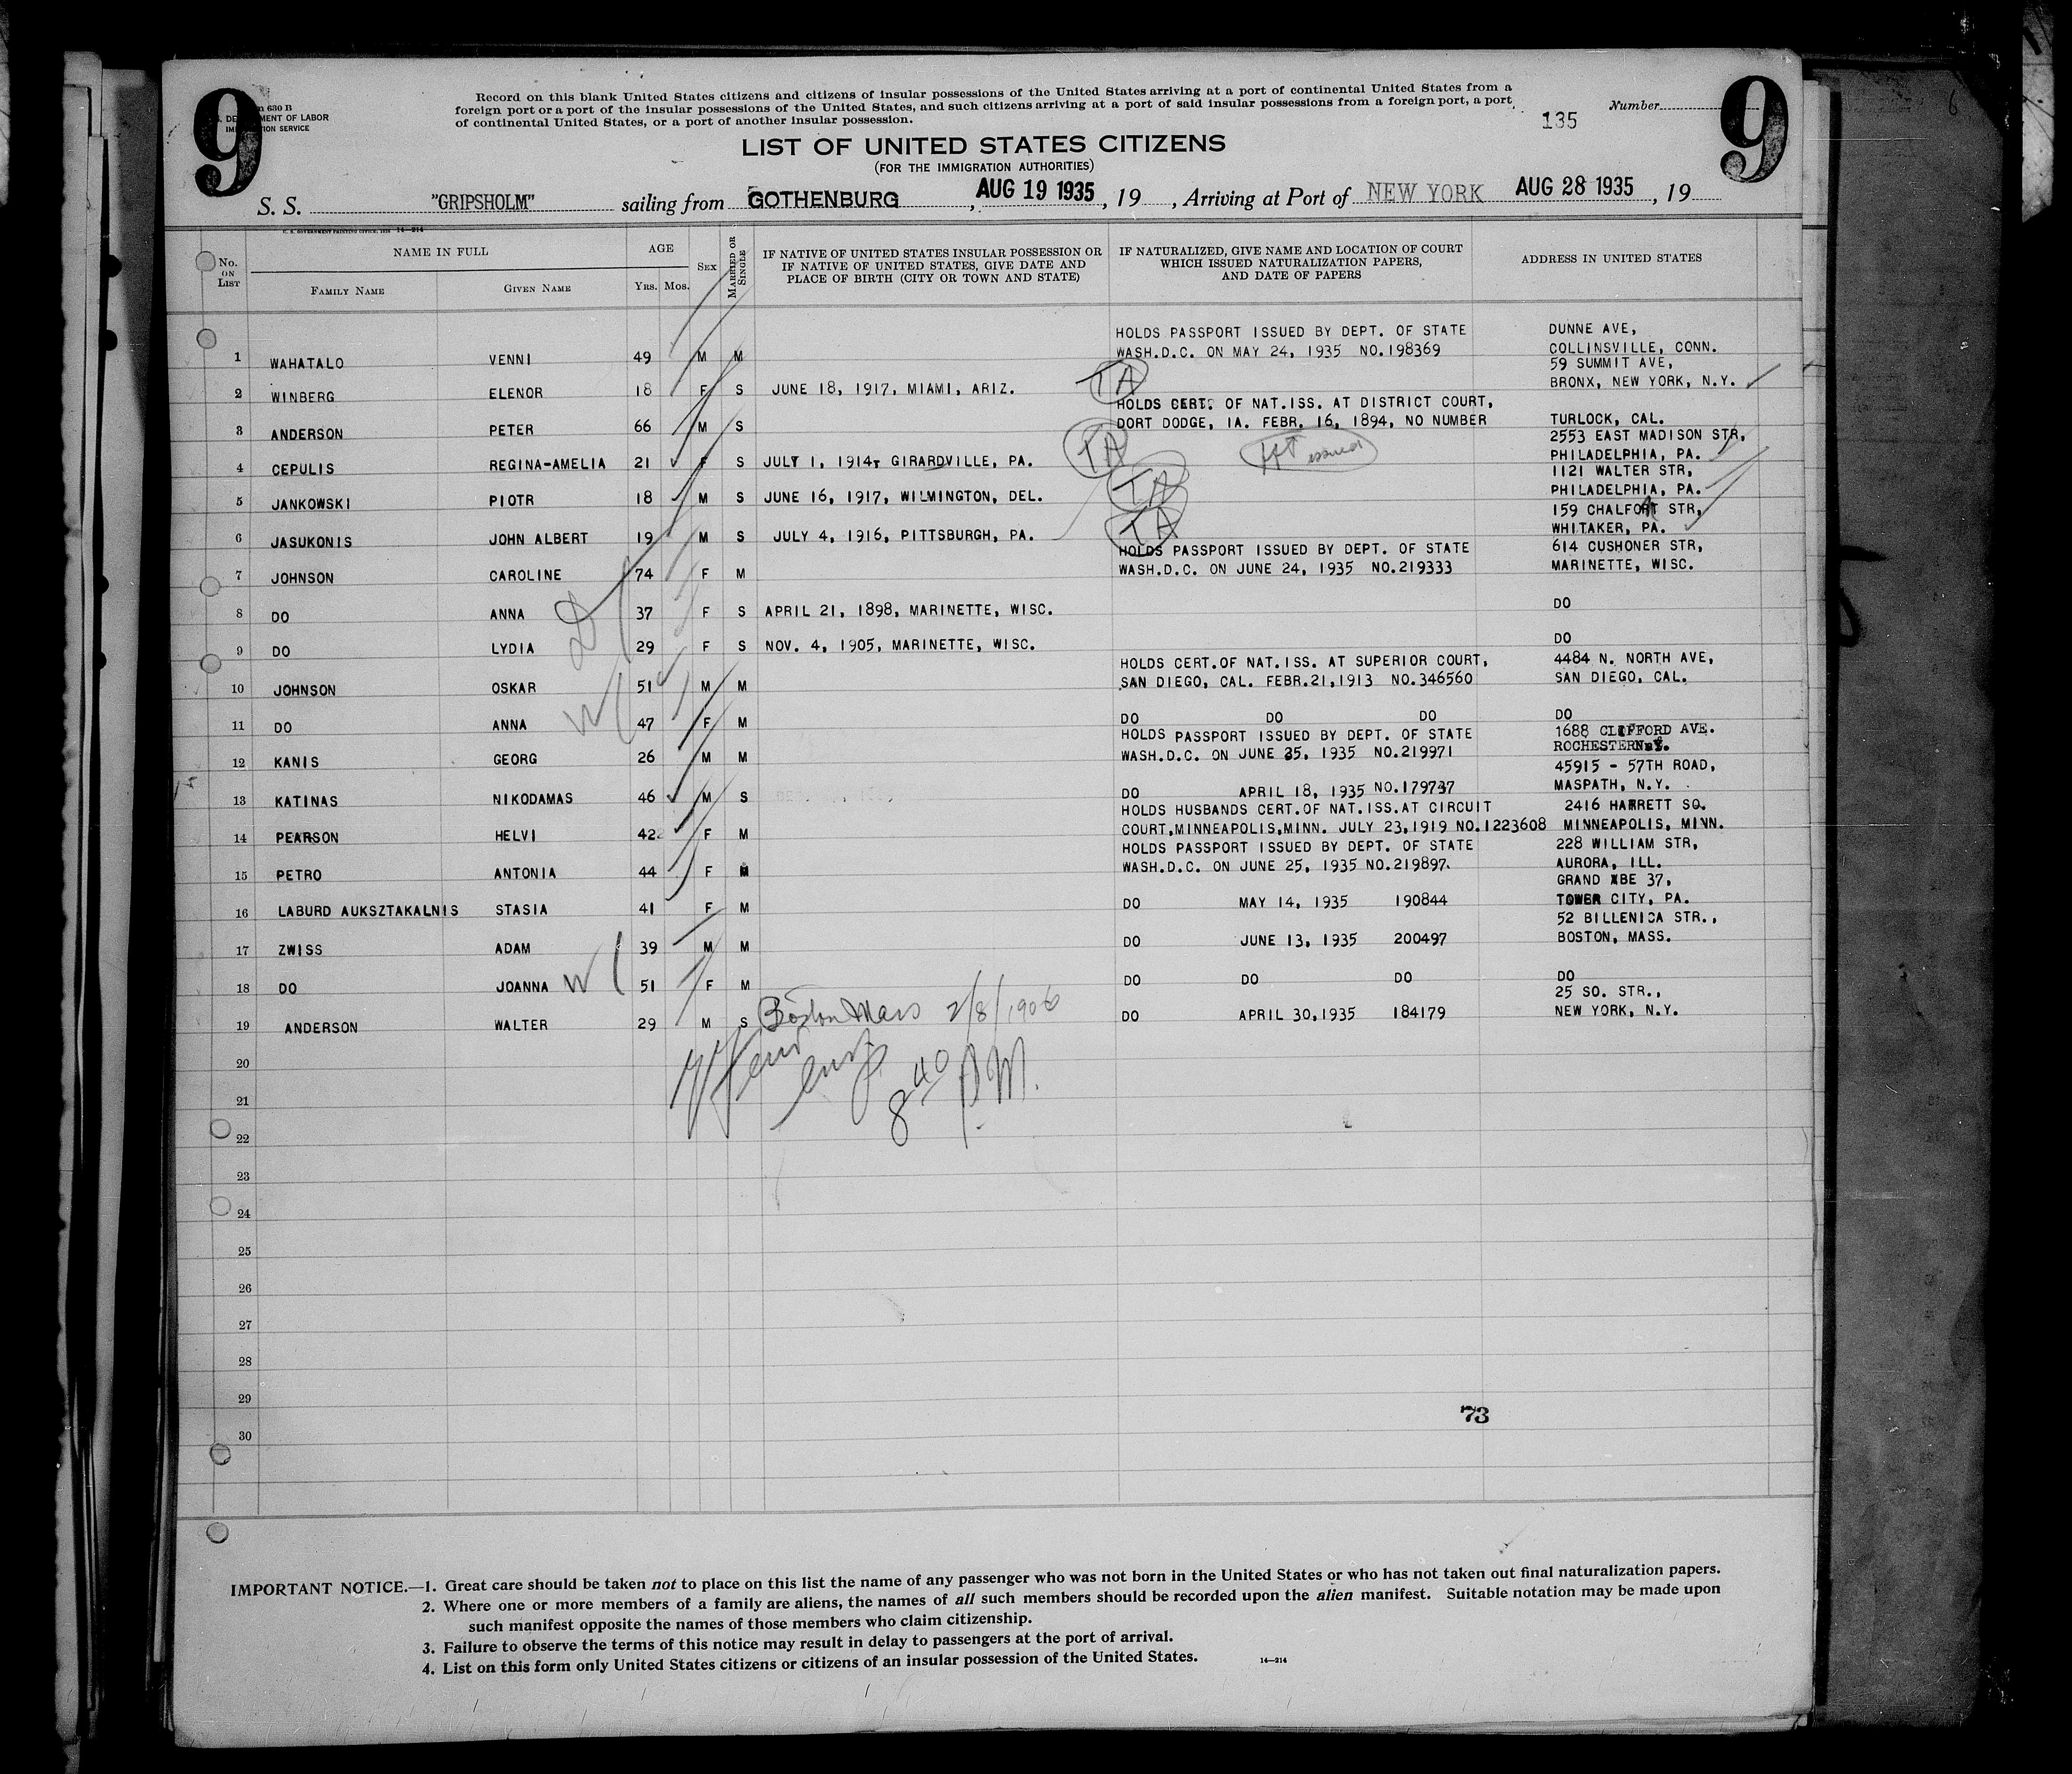 9
Form 630 B
U.S. DEPARTMENT OF LABOR
IMMIGRATION SERVICE
Record on this blank United States citizens and citizens of insular possessions of the United States arriving at a port of continental United States from a
foreign port or a port of the insular possessions of the United States, and such citizens arriving at a port of said insular possessions from a foreign port, a port
of continental United States, or a port of another insular possession.
Number
135
9
LIST OF UNITED STATES CITIZENS
(FOR THE IMMIGRATION AUTHORITIES)
S. S. "GRIPSHOLM" sailing from GOTHENBURG, AUG 19 1935, 19 , Arriving at Port of NEW YORK AUG 28 1935, 19
U. S. GOVERNMENT PRINTING OFFICE 14—214
No. ON LIST
NAME IN FULL
FAMILY NAME GIVEN NAME
AGE
YRS. MOS.
SEX
MARRIED OR SINGLE
IF NATIVE OF UNITED STATES INSULAR POSSESSION OR
IF NATIVE OF UNITED STATES, GIVE DATE AND
PLACE OF BIRTH (CITY OR TOWN AND STATE)
IF NATURALIZED, GIVE NAME AND LOCATION OF COURT
WHICH ISSUED NATURALIZATION PAPERS,
AND DATE OF PAPERS
ADDRESS IN UNITED STATES
HOLDS PASSPORT ISSUED BY DEPT. OF STATE DUNNE AVE,
1 WAHATALO VENNI 49 M M WASH.D.C. ON MAY 24, 1935 NO.198369 COLLINSVILLE, CONN.
59 SUMMIT AVE,
2 WINBERG ELENOR 18 F S JUNE 18, 1917, MIAMI, ARIZ. TA BRONX, NEW YORK, N.Y.
HOLDS CERT. OF NAT.ISS. AT DISTRICT COURT,
3 ANDERSON PETER 66 M S DORT DODGE, IA. FEBR. 16, 1894, NO NUMBER TURLOCK, CAL.
2553 EAST MADISON STR,
4 CEPULIS REGINA-AMELIA 21 F S JULY 1, 1914, GIRARDVILLE, PA. TA issued PHILADELPHIA, PA.
1121 WALTER STR,
5 JANKOWSKI PIOTR 18 M S JUNE 16, 1917, WILMINGTON, DEL. TA PHILADELPHIA, PA.
159 CHALFORT STR,
6 JASUKONIS JOHN ALBERT 19 M S JULY 4, 1916, PITTSBURGH, PA. TA WHITAKER, PA.
HOLDS PASSPORT ISSUED BY DEPT. OF STATE 614 CUSHONER STR,
7 JOHNSON CAROLINE 74 F M WASH.D.C. ON JUNE 24, 1935 NO.219333 MARINETTE, WISC.
8 DO ANNA 37 F S APRIL 21, 1898, MARINETTE, WISC. DO
9 DO LYDIA 29 F S NOV. 4, 1905, MARINETTE, WISC. DO
HOLDS CERT.OF NAT.ISS. AT SUPERIOR COURT, 4484 N. NORTH AVE,
10 JOHNSON OSKAR 51 M M SAN DIEGO, CAL. FEBR.21,1913 NO.346560 SAN DIEGO, CAL.
11 DO ANNA W 47 F M DO DO DO DO
HOLDS PASSPORT ISSUED BY DEPT. OF STATE 1688 CLIFFORD AVE.
12 KANIS GEORG 26 M M WASH.D.C. ON JUNE 25, 1935 NO.219971 ROCHESTER N.Y.
45915 - 57TH ROAD,
13 KATINAS NIKODAMAS 46 M S DO APRIL 18, 1935 NO.179737 MASPATH, N.Y.
HOLDS HUSBANDS CERT.OF NAT.ISS.AT CIRCUIT 2416 HARRETT SQ.
14 PEARSON HELVI 42 F M COURT,MINNEAPOLIS,MINN. JULY 23,1919 NO.1223608 MINNEAPOLIS, MINN.
HOLDS PASSPORT ISSUED BY DEPT. OF STATE 228 WILLIAM STR,
15 PETRO ANTONIA 44 F M WASH.D.C. ON JUNE 25, 1935 NO.219897. AURORA, ILL.
GRAND XBE 37,
16 LABURD AUKSZTAKALNIS STASIA 41 F M DO MAY 14, 1935 190844 TOWER CITY, PA.
52 BILLENICA STR.,
17 ZWISS ADAM 39 M M DO JUNE 13, 1935 200497 BOSTON, MASS.
18 DO JOANNA W 51 F M DO DO DO DO
25 SO. STR.,
19 ANDERSON WALTER 29 M S Boston Mass 2/8/1906 DO APRIL 30,1935 184179 NEW YORK, N.Y.
20
8 40 P.M.
21
22
23
24
25
26
27
28
29
73
30
IMPORTANT NOTICE.—1. Great care should be taken not to place on this list the name of any passenger who was not born in the United States or who has not taken out final naturalization papers.
2. Where one or more members of a family are aliens, the names of all such members should be recorded upon the alien manifest. Suitable notation may be made upon
such manifest opposite the names of those members who claim citizenship.
3. Failure to observe the terms of this notice may result in delay to passengers at the port of arrival.
4. List on this form only United States citizens or citizens of an insular possession of the United States. 14—214